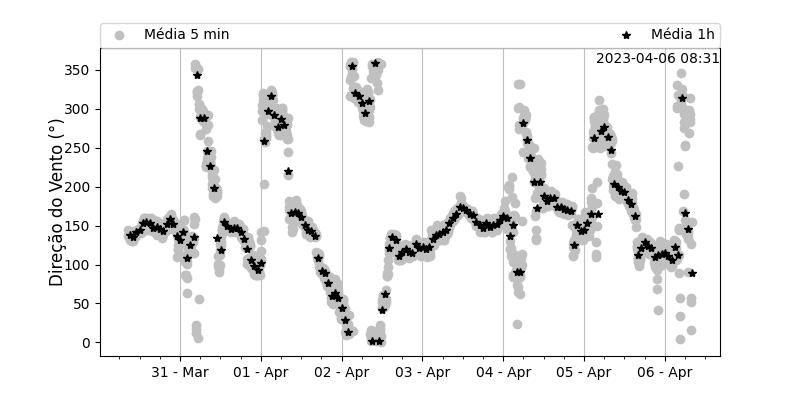 Média 5 min
Média 1h
2023-04-06 08:31
Direção do Vento (°)
350
300
250
200
150
100
50
0
31 - Mar
01 - Apr
02 - Apr
03 - Apr
04 - Apr
05 - Apr
06 - Apr